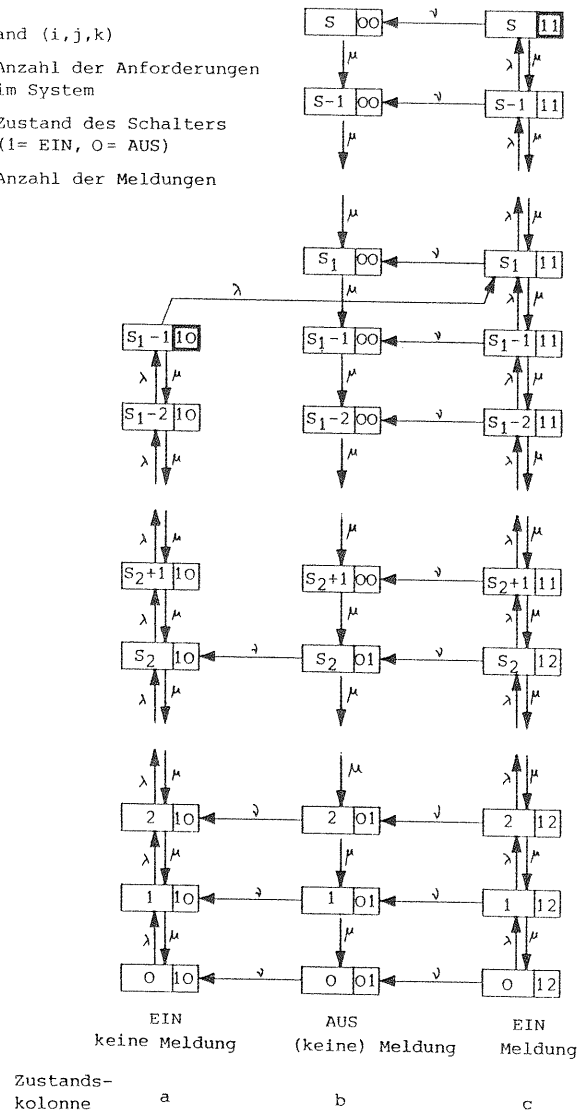 and (i,j,k)
Anzahl der Anforderungen
im System
Zustand des Schalters
(1= EIN, O= AUS)
Anzahl der Meldungen
S 00 ν S 11
μ λ μ
S-1 00 ν S-1 11
μ λ μ
μ λ μ
S1 00 ν S1 11
λ μ λ μ
S1-1 10 S1-1 00 ν S1-1 11
λ μ μ λ μ
S1-2 10 S1-2 00 ν S1-2 11
λ μ μ λ μ
λ μ μ λ μ
S2+1 10 S2+1 00 ν S2+1 11
λ μ μ λ μ
S2 10 ν S2 01 ν S2 12
λ μ μ λ μ
λ μ μ λ μ
2 10 ν 2 01 ν 2 12
λ μ μ λ μ
1 10 ν 1 01 ν 1 12
λ μ μ λ μ
O 10 ν O 01 ν O 12
EIN AUS EIN
keine Meldung (keine) Meldung Meldung
Zustands-
kolonne a b c